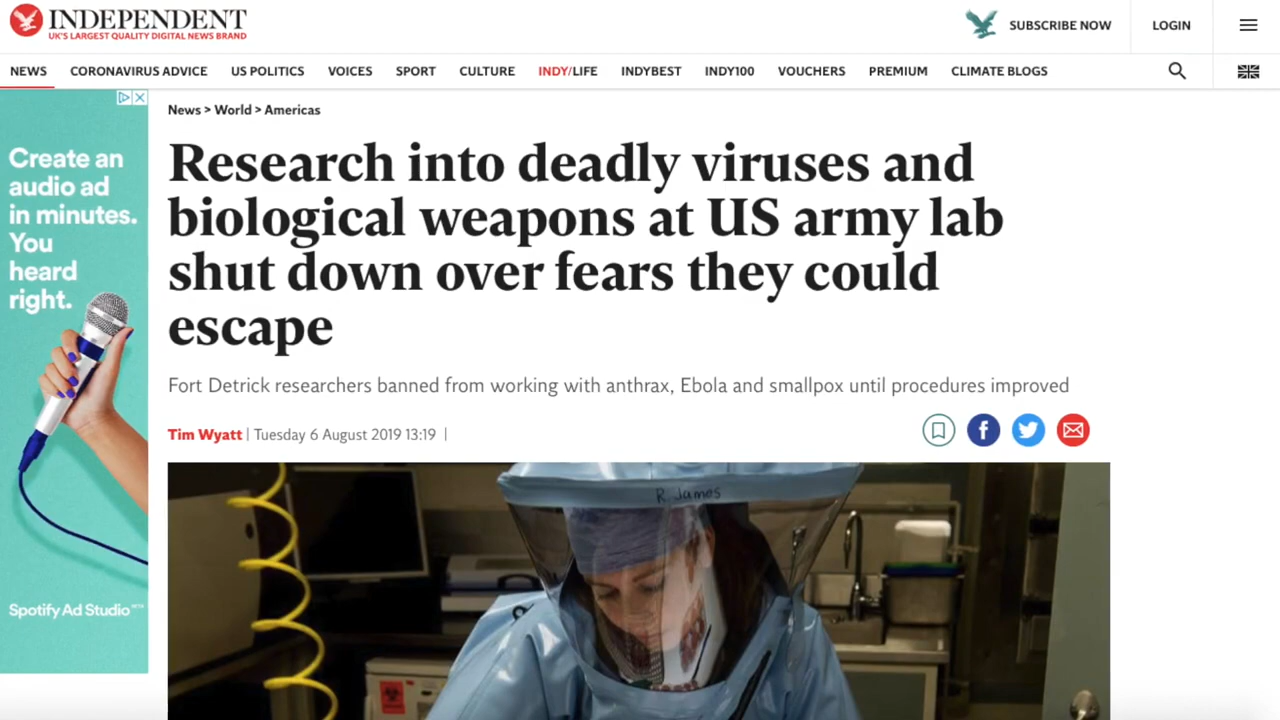 INDEPENDENT
UK'S LARGEST QUALITY DIGITAL NEWS BRAND
SUBSCRIBE NOW
LOGIN
NEWS CORONAVIRUS ADVICE US POLITICS VOICES SPORT CULTURE INDY/LIFE INDYBEST INDY100 VOUCHERS PREMIUM CLIMATE BLOGS
News > World > Americas
Create an
audio ad
in minutes.
You
heard
right.
Spotify Ad Studio BETA
Research into deadly viruses and
biological weapons at US army lab
shut down over fears they could
escape
Fort Detrick researchers banned from working with anthrax, Ebola and smallpox until procedures improved
Tim Wyatt | Tuesday 6 August 2019 13:19 |
R. James